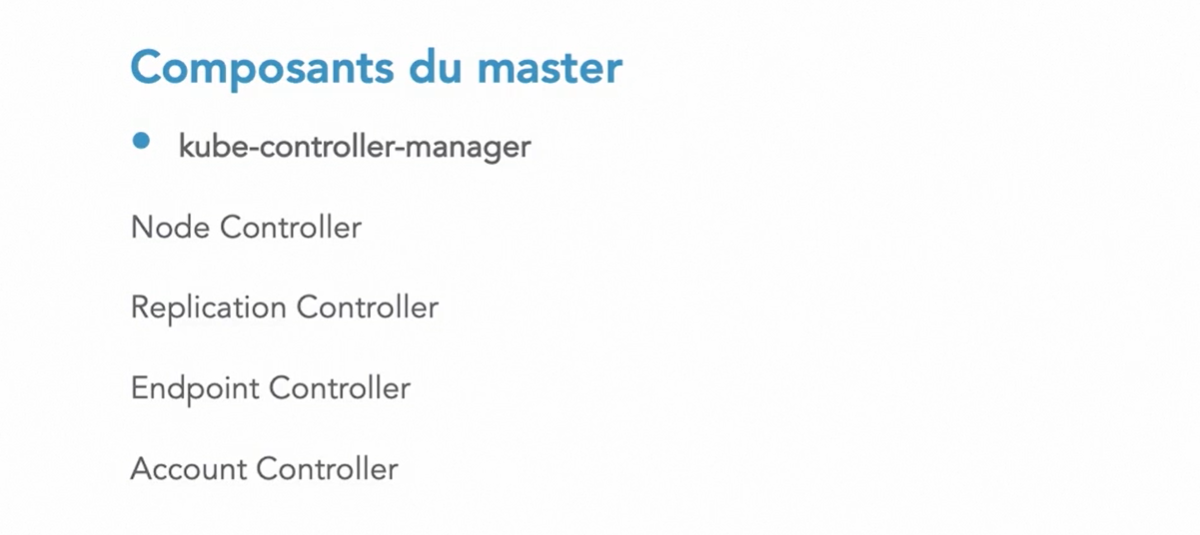 Composants du master
• kube-controller-manager
Node Controller
Replication Controller
Endpoint Controller
Account Controller